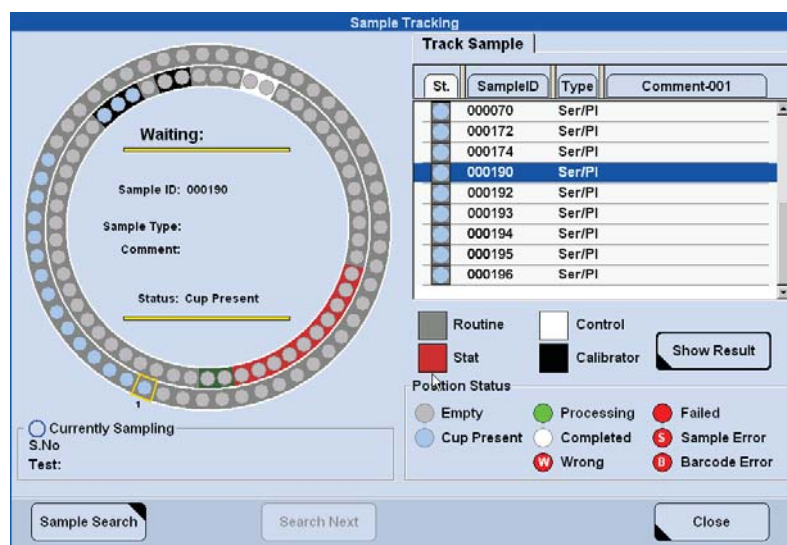 Sample Tracking
Track Sample
St. SampleID Type Comment-001
000070 Ser/Pl
000172 Ser/Pl
000174 Ser/Pl
000190 Ser/Pl
000192 Ser/Pl
000193 Ser/Pl
000194 Ser/Pl
000195 Ser/Pl
000196 Ser/Pl
Waiting:
Sample ID: 000190
Sample Type:
Comment:
Status: Cup Present
1
Routine Control
Stat Calibrator
Show Result
Position Status
Empty Processing Failed
Cup Present Completed S Sample Error
W Wrong B Barcode Error
Currently Sampling
S.No
Test:
Sample Search Search Next Close